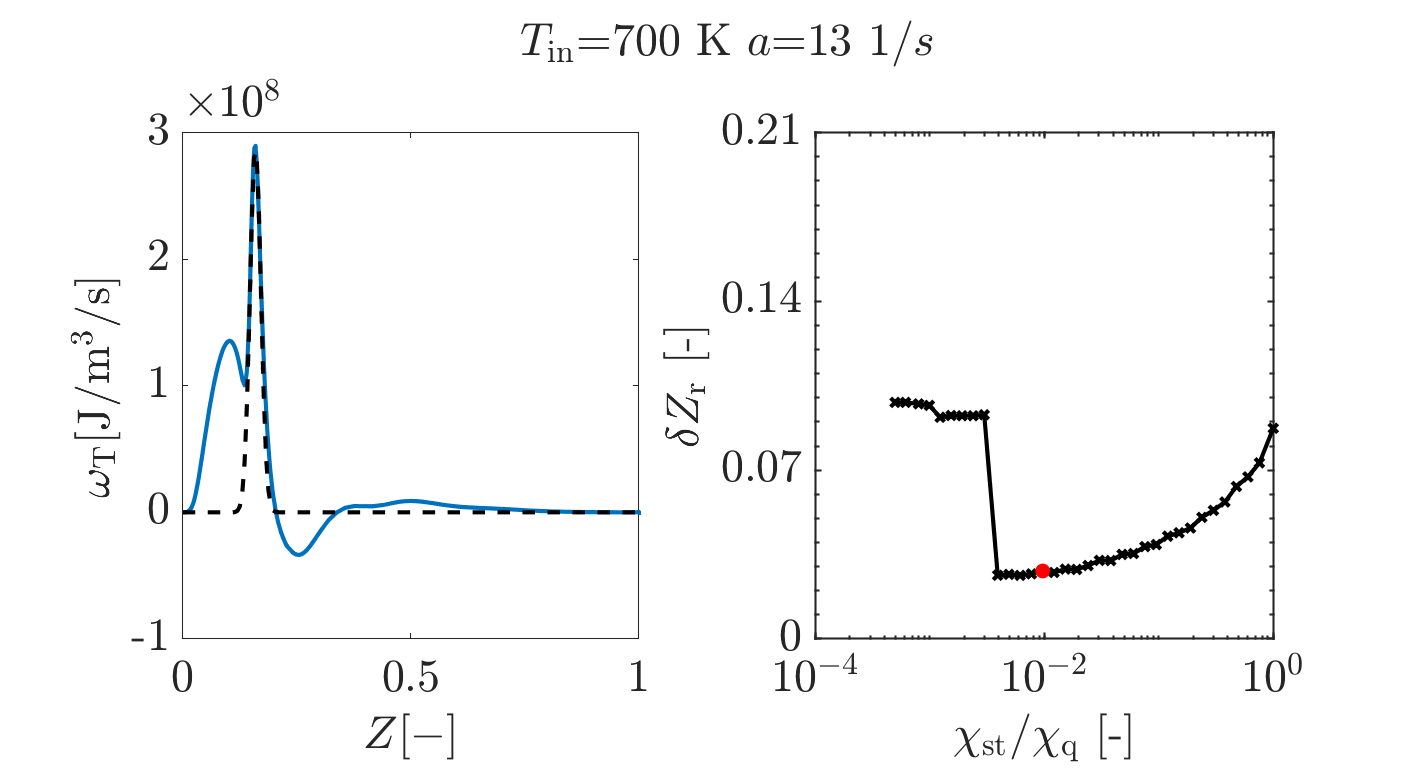 T_in=700 K a=13 1/s
×10^8
3
2
1
0
-1
0 0.5 1
ω_T[J/m^3/s]
Z[−]
0.21
0.14
0.07
0
10^−4 10^−2 10^0
δZ_r [-]
χ_st/χ_q [-]